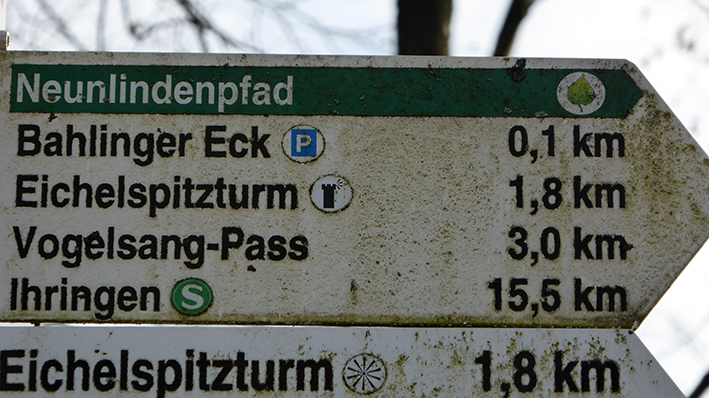 Neunlindenpfad
Bahlinger Eck P 0,1 km
Eichelspitzturm 1,8 km
Vogelsang-Pass 3,0 km
Ihringen S 15,5 km
Eichelspitzturm 1,8 km